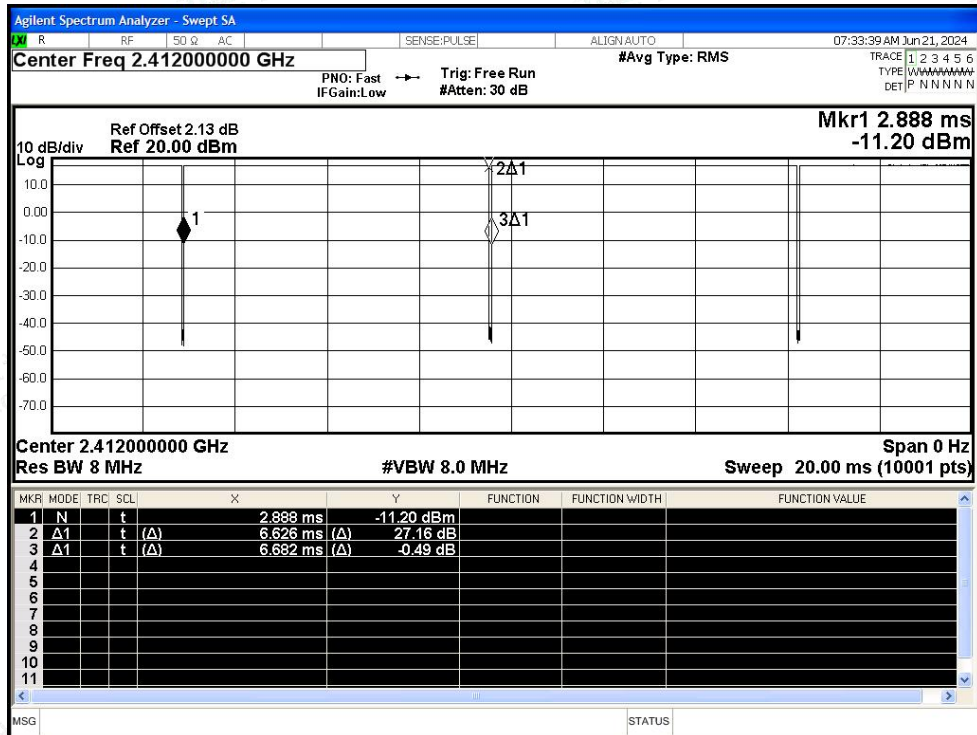 Agilent Spectrum Analyzer - Swept SA
LXI R RF 50 Ω AC SENSE:PULSE ALIGN AUTO 07:33:39 AM Jun 21, 2024
Center Freq 2.412000000 GHz #Avg Type: RMS TRACE 1 2 3 4 5 6
PNO: Fast Trig: Free Run TYPE
IFGain:Low #Atten: 30 dB DET P N N N N N
Mkr1 2.888 ms
Ref Offset 2.13 dB
10 dB/div Ref 20.00 dBm -11.20 dBm
Log
2Δ1
10.0
0.00
1
3Δ1
-10.0
-20.0
-30.0
-40.0
-50.0
-60.0
-70.0
Center 2.412000000 GHz Span 0 Hz
Res BW 8 MHz #VBW 8.0 MHz Sweep 20.00 ms (10001 pts)
MKR MODE TRC SCL X Y FUNCTION FUNCTION WIDTH FUNCTION VALUE
1 N t 2.888 ms -11.20 dBm
2 Δ1 t (Δ) 6.626 ms (Δ) 27.16 dB
3 Δ1 t (Δ) 6.682 ms (Δ) -0.49 dB
4
5
6
7
8
9
10
11
MSG STATUS